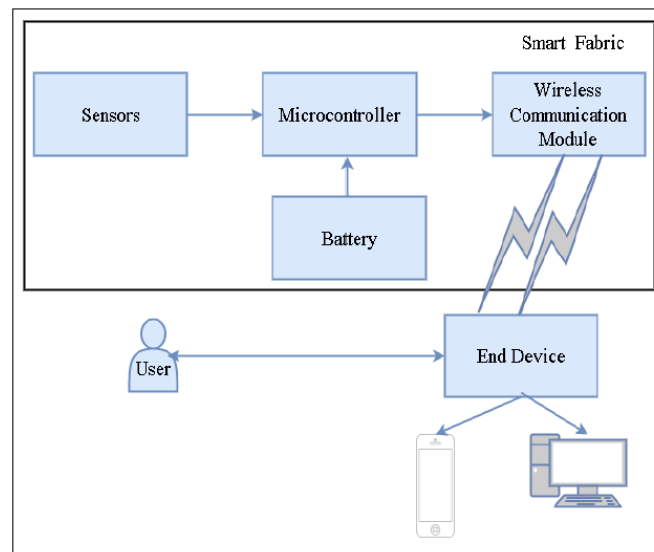 Smart Fabric
Sensors
Microcontroller
Wireless
Communication
Module
Battery
User
End Device